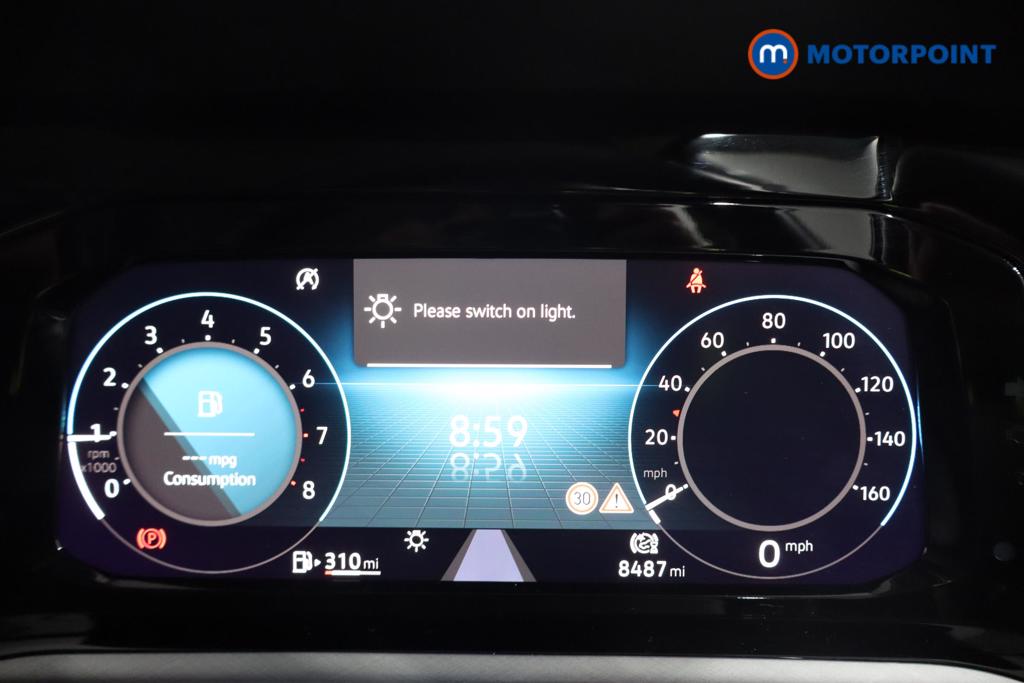 m MOTORPOINT
Please switch on light.
0 1 2 3 4 5 6 7 8
rpm
x1000
---mpg
Consumption
8:59
30
0 20 40 60 80 100 120 140 160
mph
0 mph
P
310 mi
8487 mi